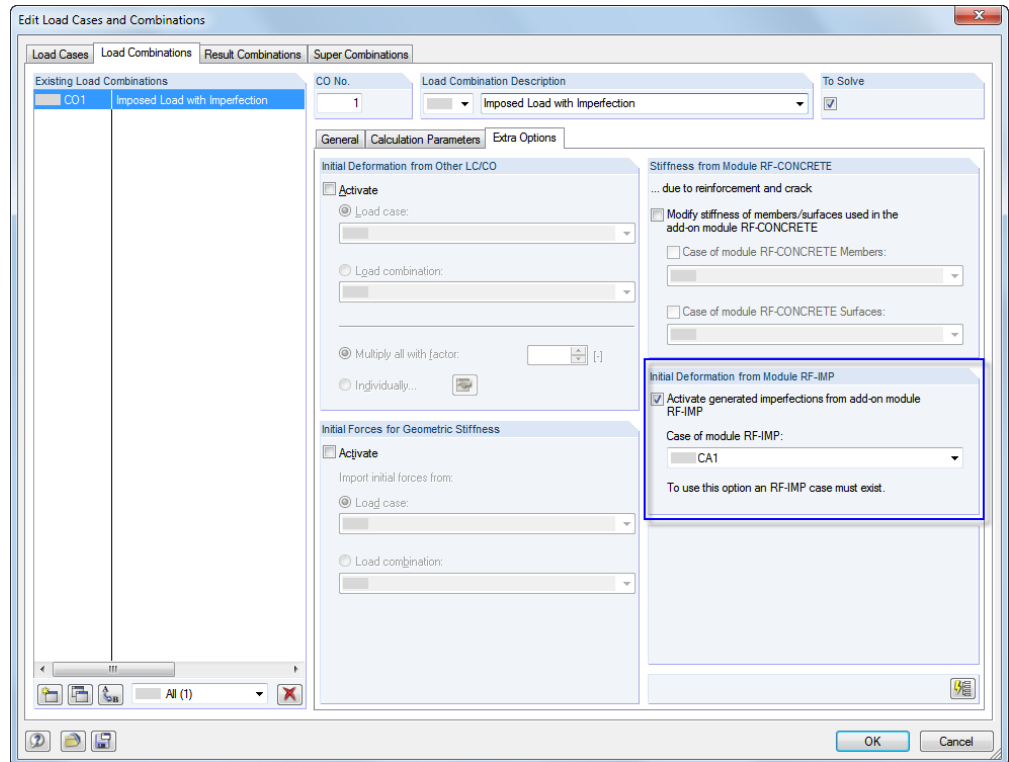 Edit Load Cases and Combinations
Load Cases
Load Combinations
Result Combinations
Super Combinations
Existing Load Combinations
CO1
Imposed Load with Imperfection
CO No.
1
Load Combination Description
Imposed Load with Imperfection
To Solve
General
Calculation Parameters
Extra Options
Initial Deformation from Other LC/CO
Activate
Load case:
Load combination:
Multiply all with factor:
[-]
Individually...
Initial Forces for Geometric Stiffness
Activate
Import initial forces from:
Load case:
Load combination:
Stiffness from Module RF-CONCRETE
... due to reinforcement and crack
Modify stiffness of members/surfaces used in the
add-on module RF-CONCRETE
Case of module RF-CONCRETE Members:
Case of module RF-CONCRETE Surfaces:
Initial Deformation from Module RF-IMP
Activate generated imperfections from add-on module
RF-IMP
Case of module RF-IMP:
CA1
To use this option an RF-IMP case must exist.
All (1)
OK
Cancel